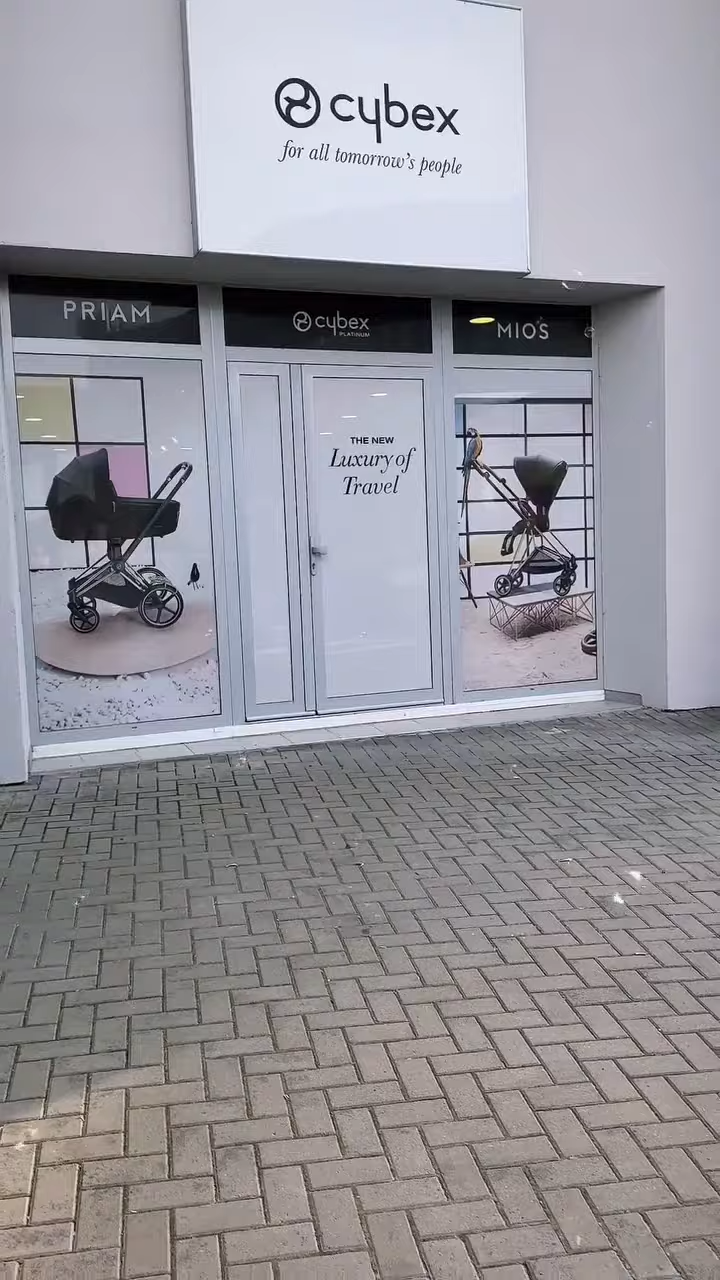 cybex
for all tomorrow's people
PRIAM
cybex
PLATINUM
MIOS
THE NEW
Luxury of
Travel